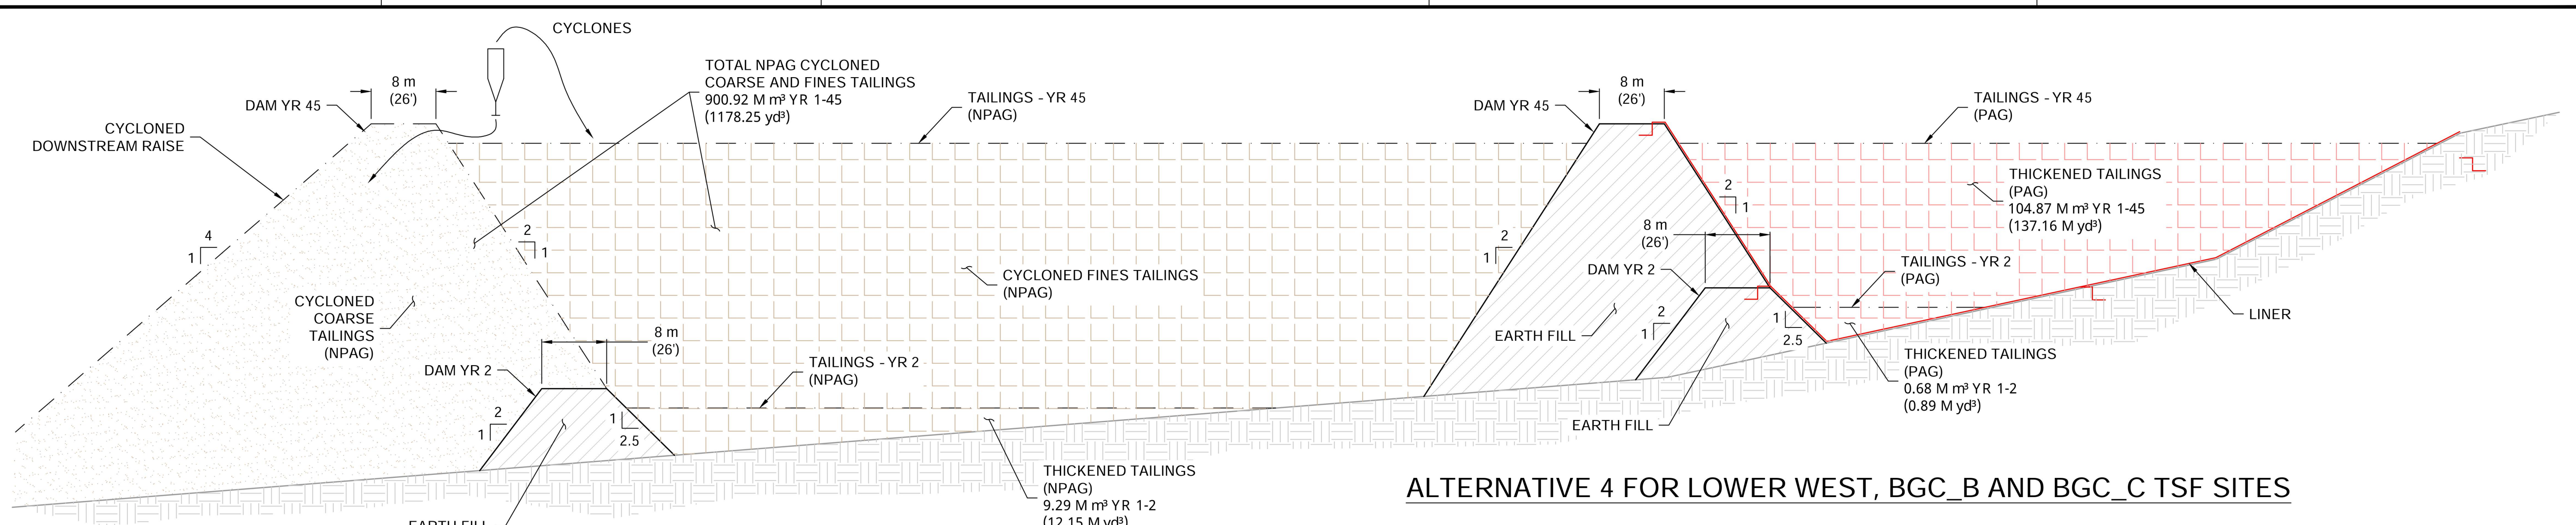 CYCLONES
8 m
(26')
DAM YR 45
CYCLONED
DOWNSTREAM RAISE
TOTAL NPAG CYCLONED
COARSE AND FINES TAILINGS
900.92 M m³ YR 1-45
(1178.25 yd³)
TAILINGS - YR 45
(NPAG)
4
1
2
1
CYCLONED
COARSE
TAILINGS
(NPAG)
CYCLONED FINES TAILINGS
(NPAG)
8 m
(26')
DAM YR 2
2
1
1
2.5
TAILINGS - YR 2
(NPAG)
EARTH FILL
THICKENED TAILINGS
(NPAG)
9.29 M m³ YR 1-2
(12.15 M yd³)
8 m
(26')
DAM YR 45
2
1
2
1
8 m
(26')
DAM YR 2
2
1
1
2.5
EARTH FILL
EARTH FILL
TAILINGS - YR 45
(PAG)
THICKENED TAILINGS
(PAG)
104.87 M m³ YR 1-45
(137.16 M yd³)
TAILINGS - YR 2
(PAG)
LINER
THICKENED TAILINGS
(PAG)
0.68 M m³ YR 1-2
(0.89 M yd³)
ALTERNATIVE 4 FOR LOWER WEST, BGC_B AND BGC_C TSF SITES